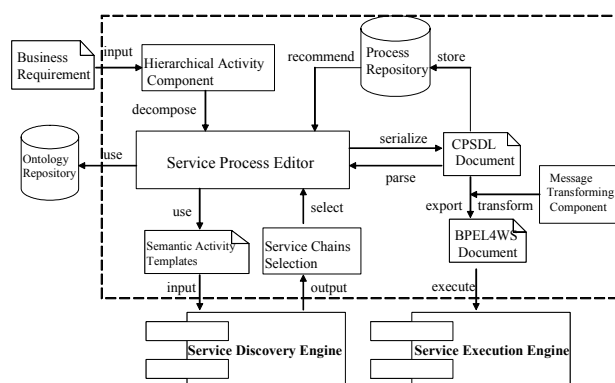 Business
Requirement
input
Hierarchical Activity
Component
recommend
Process
Repository
store
decompose
Ontology
Repository
use
Service Process Editor
serialize
parse
CPSDL
Document
Message
Transforming
Component
use
select
export
transform
Semantic Activity
Templates
Service Chains
Selection
BPEL4WS
Document
input
output
execute
Service Discovery Engine
Service Execution Engine